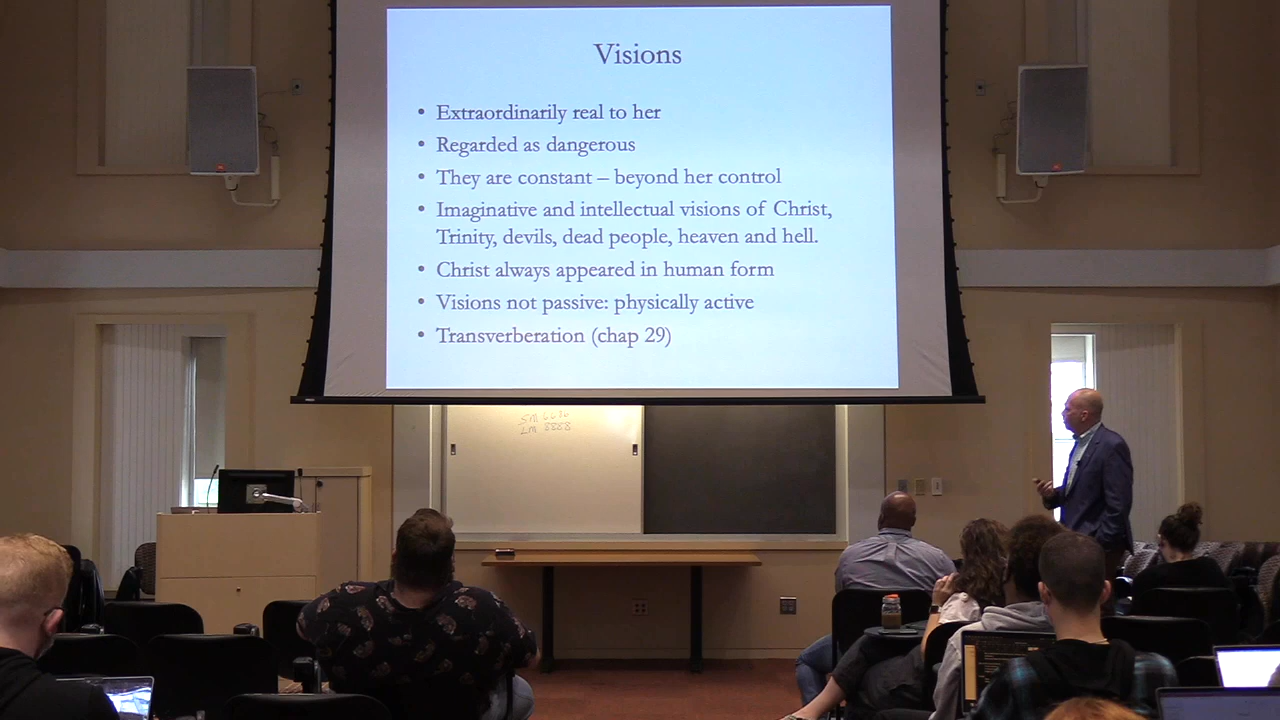 Visions
• Extraordinarily real to her
• Regarded as dangerous
• They are constant – beyond her control
• Imaginative and intellectual visions of Christ,
Trinity, devils, dead people, heaven and hell.
• Christ always appeared in human form
• Visions not passive: physically active
• Transverberation (chap 29)